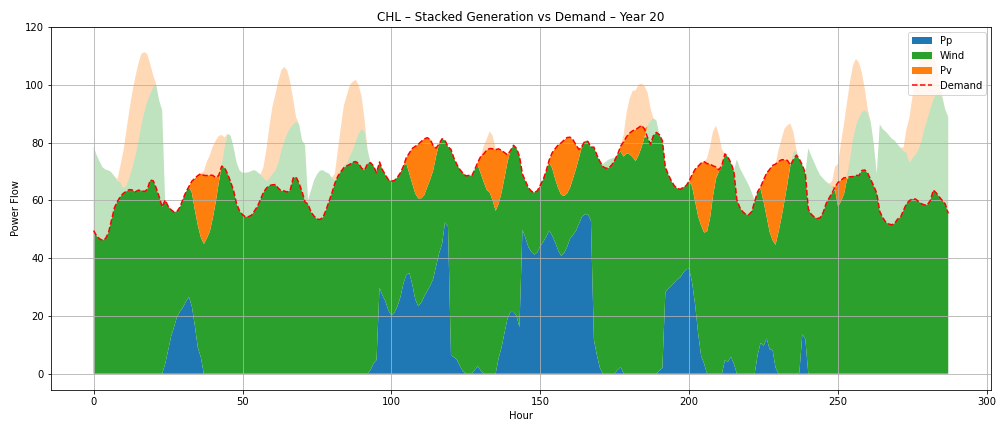 CHL – Stacked Generation vs Demand – Year 20
120
100
80
60
40
20
0
Power Flow
Pp
Wind
Pv
Demand
0 50 100 150 200 250 300
Hour